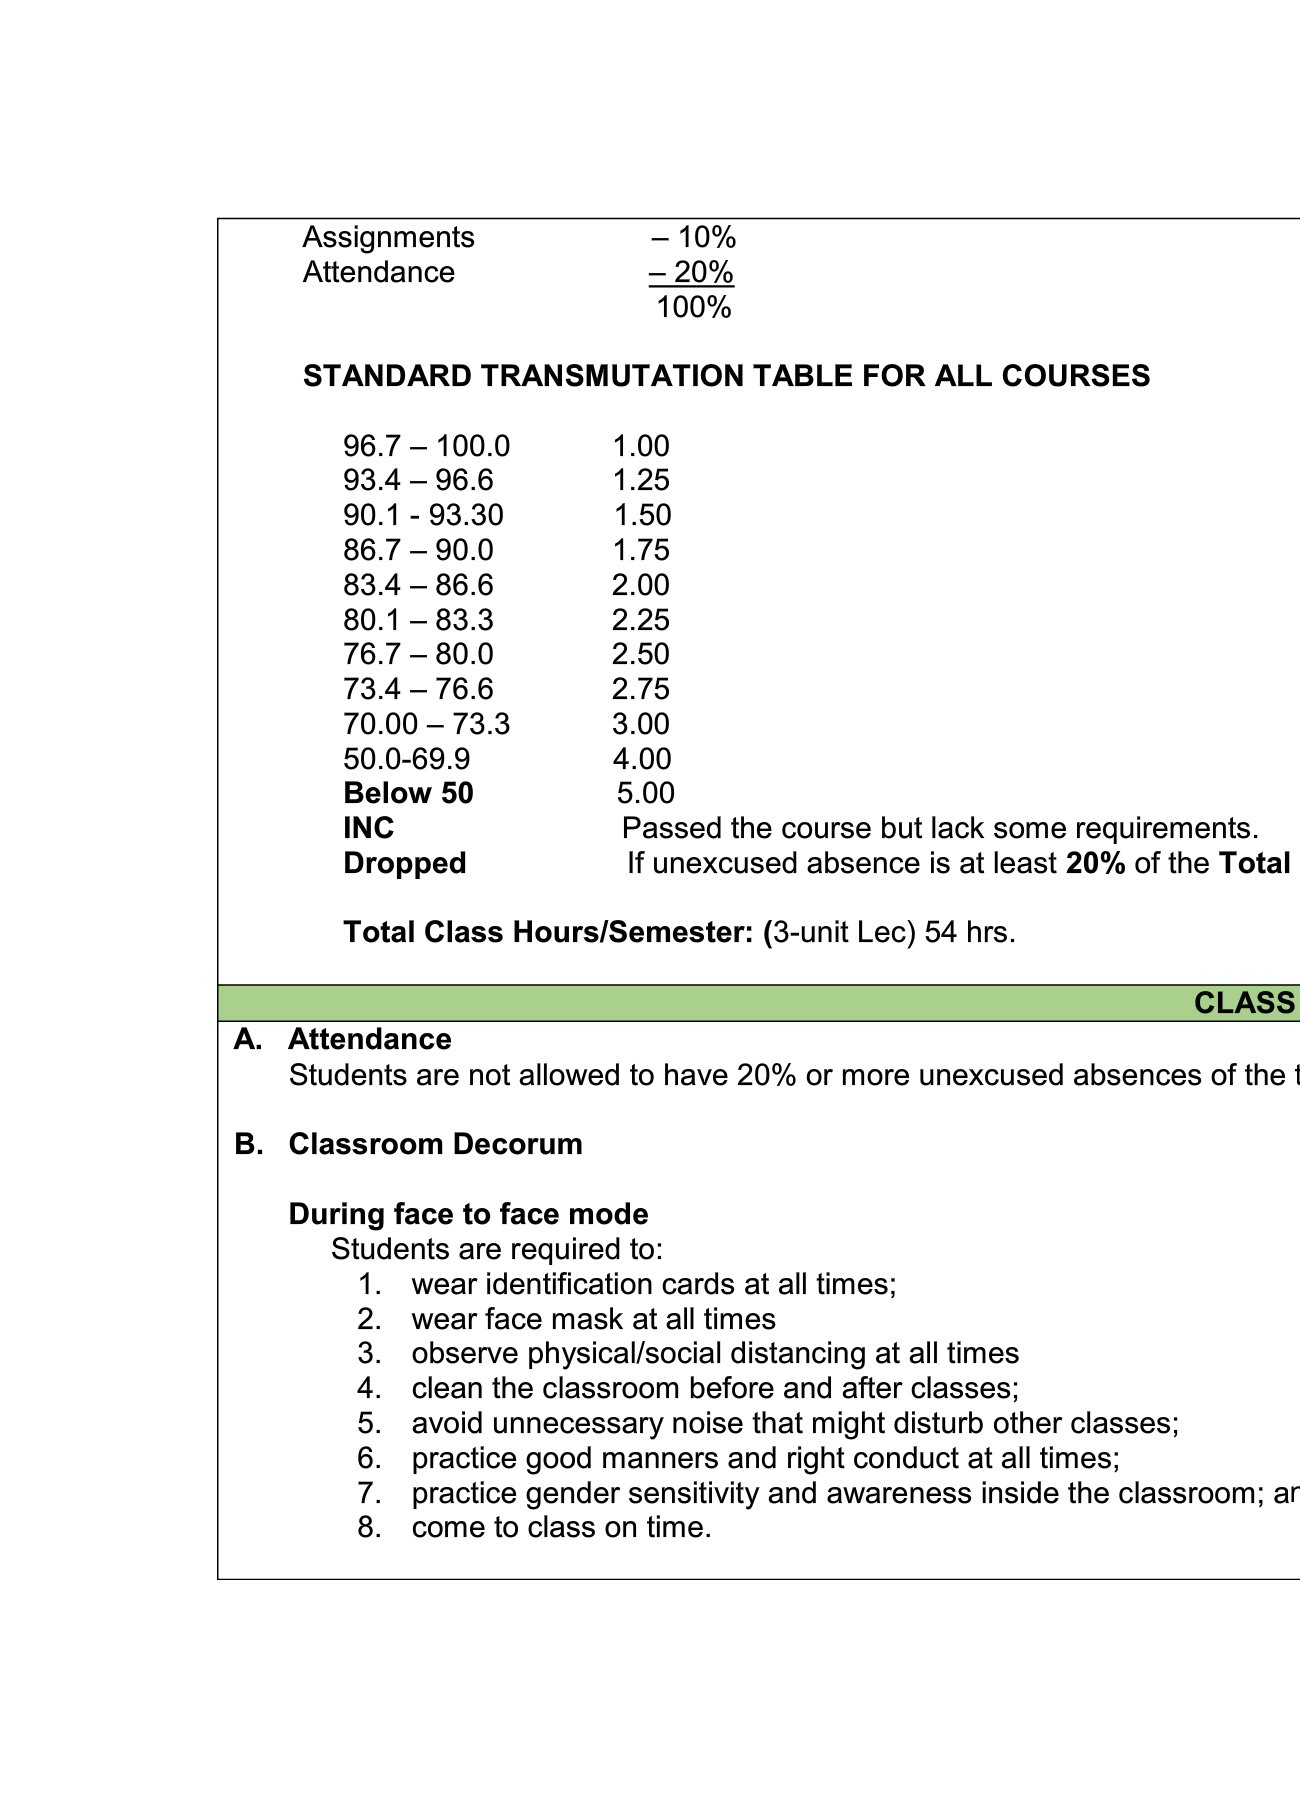 Assignments – 10%
Attendance – 20%
100%
STANDARD TRANSMUTATION TABLE FOR ALL COURSES
96.7 – 100.0 1.00
93.4 – 96.6 1.25
90.1 - 93.30 1.50
86.7 – 90.0 1.75
83.4 – 86.6 2.00
80.1 – 83.3 2.25
76.7 – 80.0 2.50
73.4 – 76.6 2.75
70.00 – 73.3 3.00
50.0-69.9 4.00
Below 50 5.00
INC Passed the course but lack some requirements.
Dropped If unexcused absence is at least 20% of the Total
Total Class Hours/Semester: (3-unit Lec) 54 hrs.
CLASS
A. Attendance
Students are not allowed to have 20% or more unexcused absences of the
B. Classroom Decorum
During face to face mode
Students are required to:
1. wear identification cards at all times;
2. wear face mask at all times
3. observe physical/social distancing at all times
4. clean the classroom before and after classes;
5. avoid unnecessary noise that might disturb other classes;
6. practice good manners and right conduct at all times;
7. practice gender sensitivity and awareness inside the classroom;
8. come to class on time.